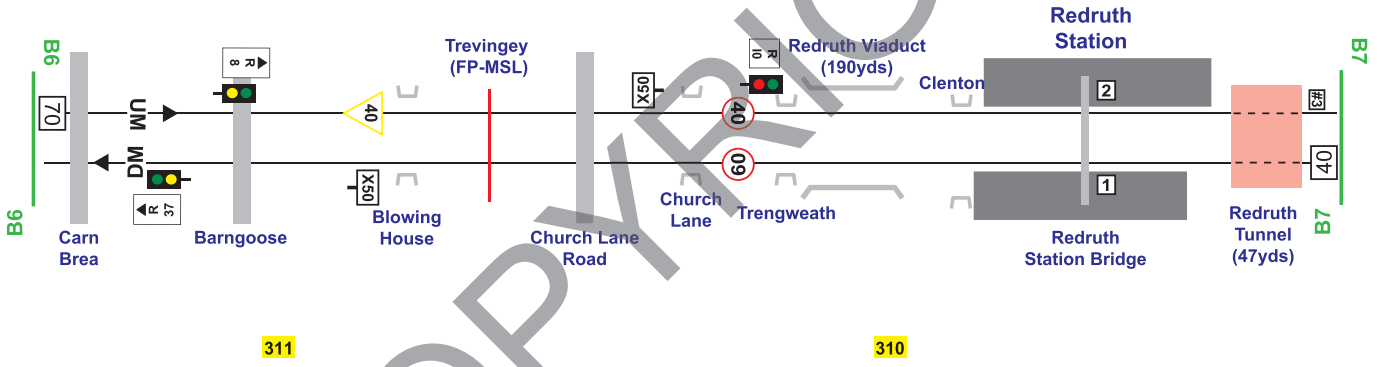 Redruth
Station
B6
B7
Trevingey
(FP-MSL)
Redruth Viaduct
(190yds)
R
8
R
10
Clenton
X50
70
UM
40
40
2
#3
DM
60
40
R
37
X50
1
B6
B7
Carn
Brea
Barngoose
Blowing
House
Church Lane
Road
Church
Lane
Trengweath
Redruth
Station Bridge
Redruth
Tunnel
(47yds)
311
310
OPYRIG